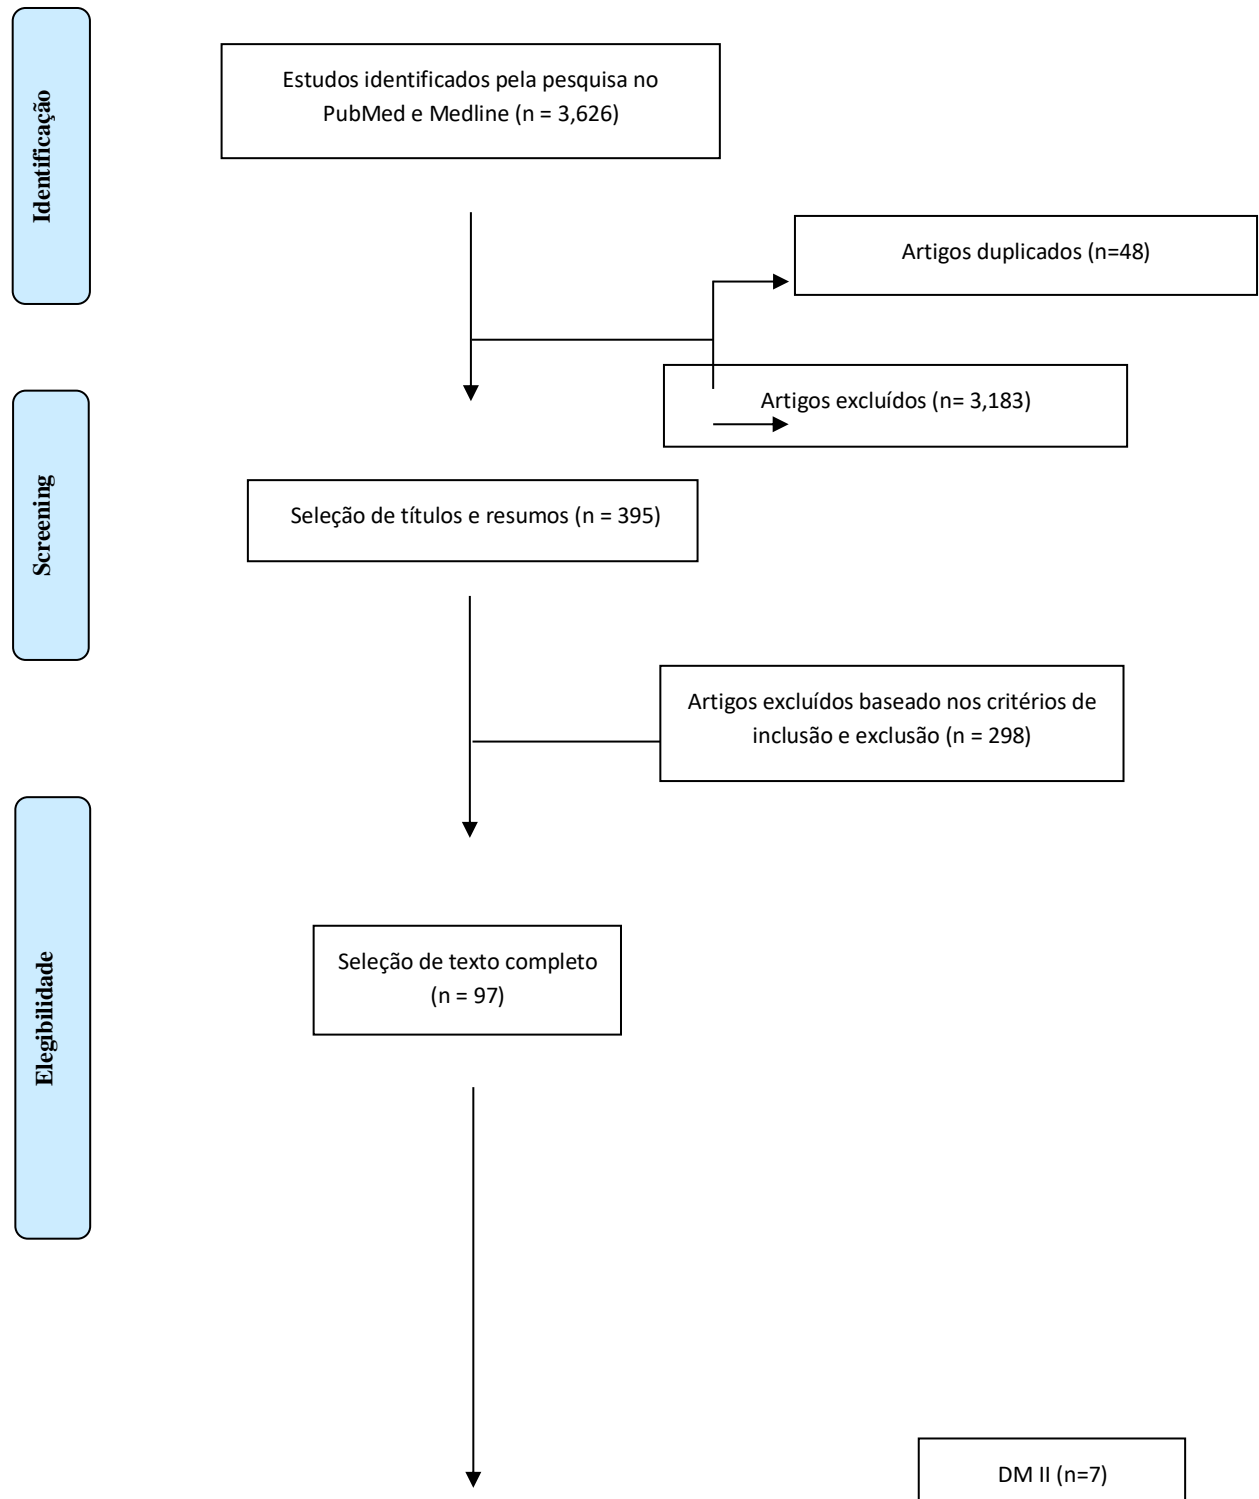 Identificação
Estudos identificados pela pesquisa no
PubMed e Medline (n = 3,626)
Artigos duplicados (n=48)
Artigos excluídos (n= 3,183)
Screening
Seleção de títulos e resumos (n = 395)
Artigos excluídos baseado nos critérios de
inclusão e exclusão (n = 298)
Elegibilidade
Seleção de texto completo
(n = 97)
DM II (n=7)